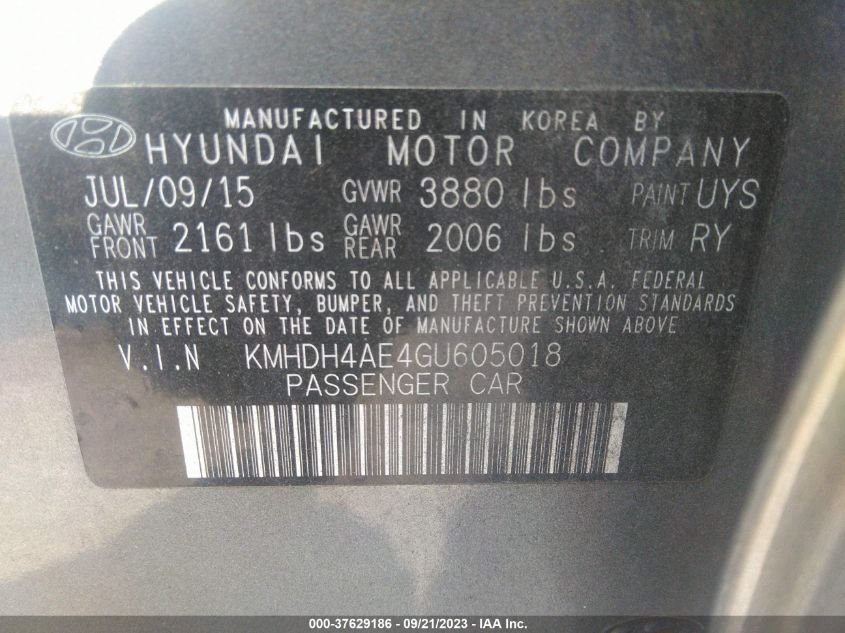 MANUFACTURED IN KOREA BY
HYUNDAI MOTOR COMPANY
JUL/09/15 GVWR 3880 lbs PAINT UYS
GAWR FRONT 2161 lbs GAWR REAR 2006 lbs TRIM RY
THIS VEHICLE CONFORMS TO ALL APPLICABLE U.S.A. FEDERAL
MOTOR VEHICLE SAFETY, BUMPER, AND THEFT PREVENTION STANDARDS
IN EFFECT ON THE DATE OF MANUFACTURE SHOWN ABOVE
V.I.N KMHDH4AE4GU605018
PASSENGER CAR
000-37629186 - 09/21/2023 - IAA Inc.